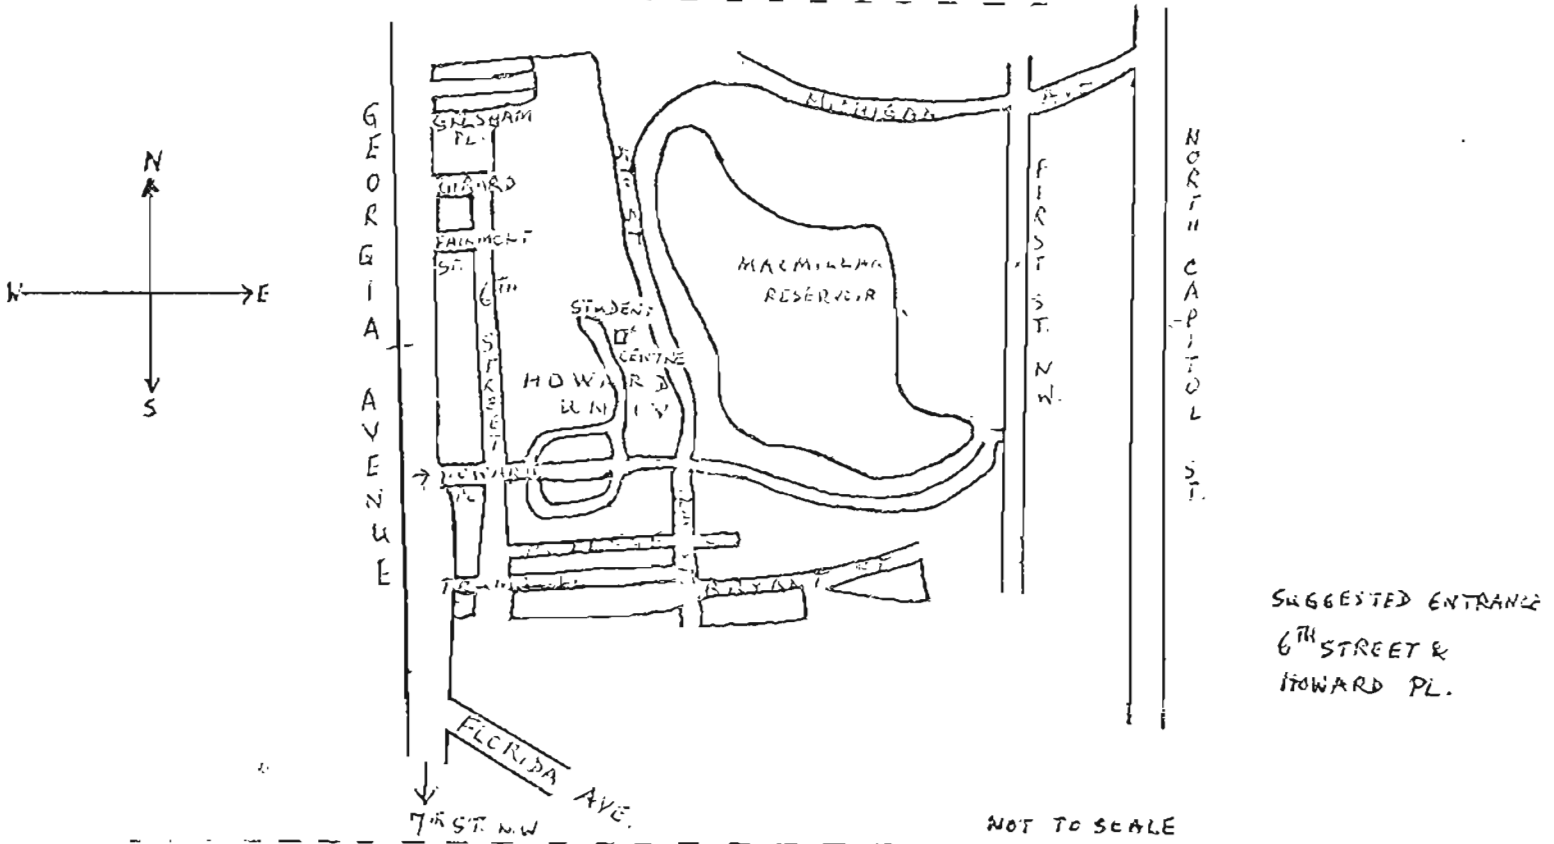 GEORGIA AVENUE
N
W
E
S
GRESHAM
PL.
GIRARD
FAIRMONT
ST.
6TH STREET
STUDENT
CENTRE
HOWARD
UNIV
HOWARD
PL.
BRYANT ST
MICHIGAN AVE
MACMILLAN
RESERVOIR
FIRST ST. NW.
NORTH CAPITOL ST.
FLORIDA AVE.
7TH ST. N.W
SUGGESTED ENTRANCE
6TH STREET &
HOWARD PL.
NOT TO SCALE